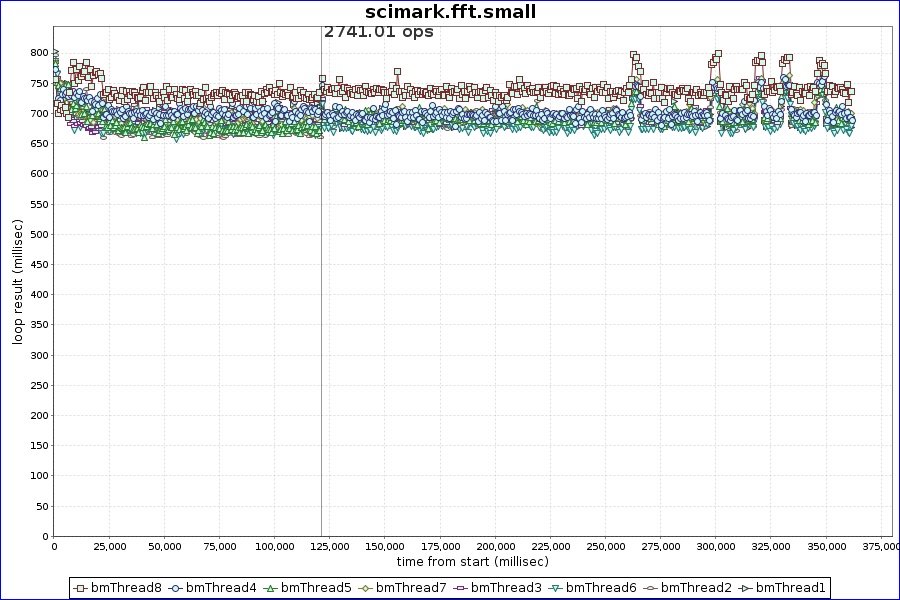 scimark.fft.small
2741.01 ops
800
750
700
650
600
550
500
450
400
350
300
250
200
150
100
50
0
loop result (millisec)
0 25,000 50,000 75,000 100,000 125,000 150,000 175,000 200,000 225,000 250,000 275,000 300,000 325,000 350,000 375,000
time from start (millisec)
bmThread8 bmThread4 bmThread5 bmThread7 bmThread3 bmThread6 bmThread2 bmThread1